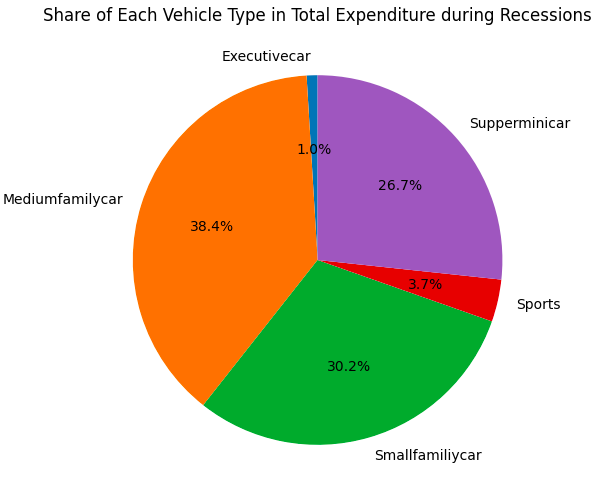 Share of Each Vehicle Type in Total Expenditure during Recessions
Executivecar
1.0%
Supperminicar
26.7%
Mediumfamilycar
38.4%
3.7%
Sports
30.2%
Smallfamiliycar